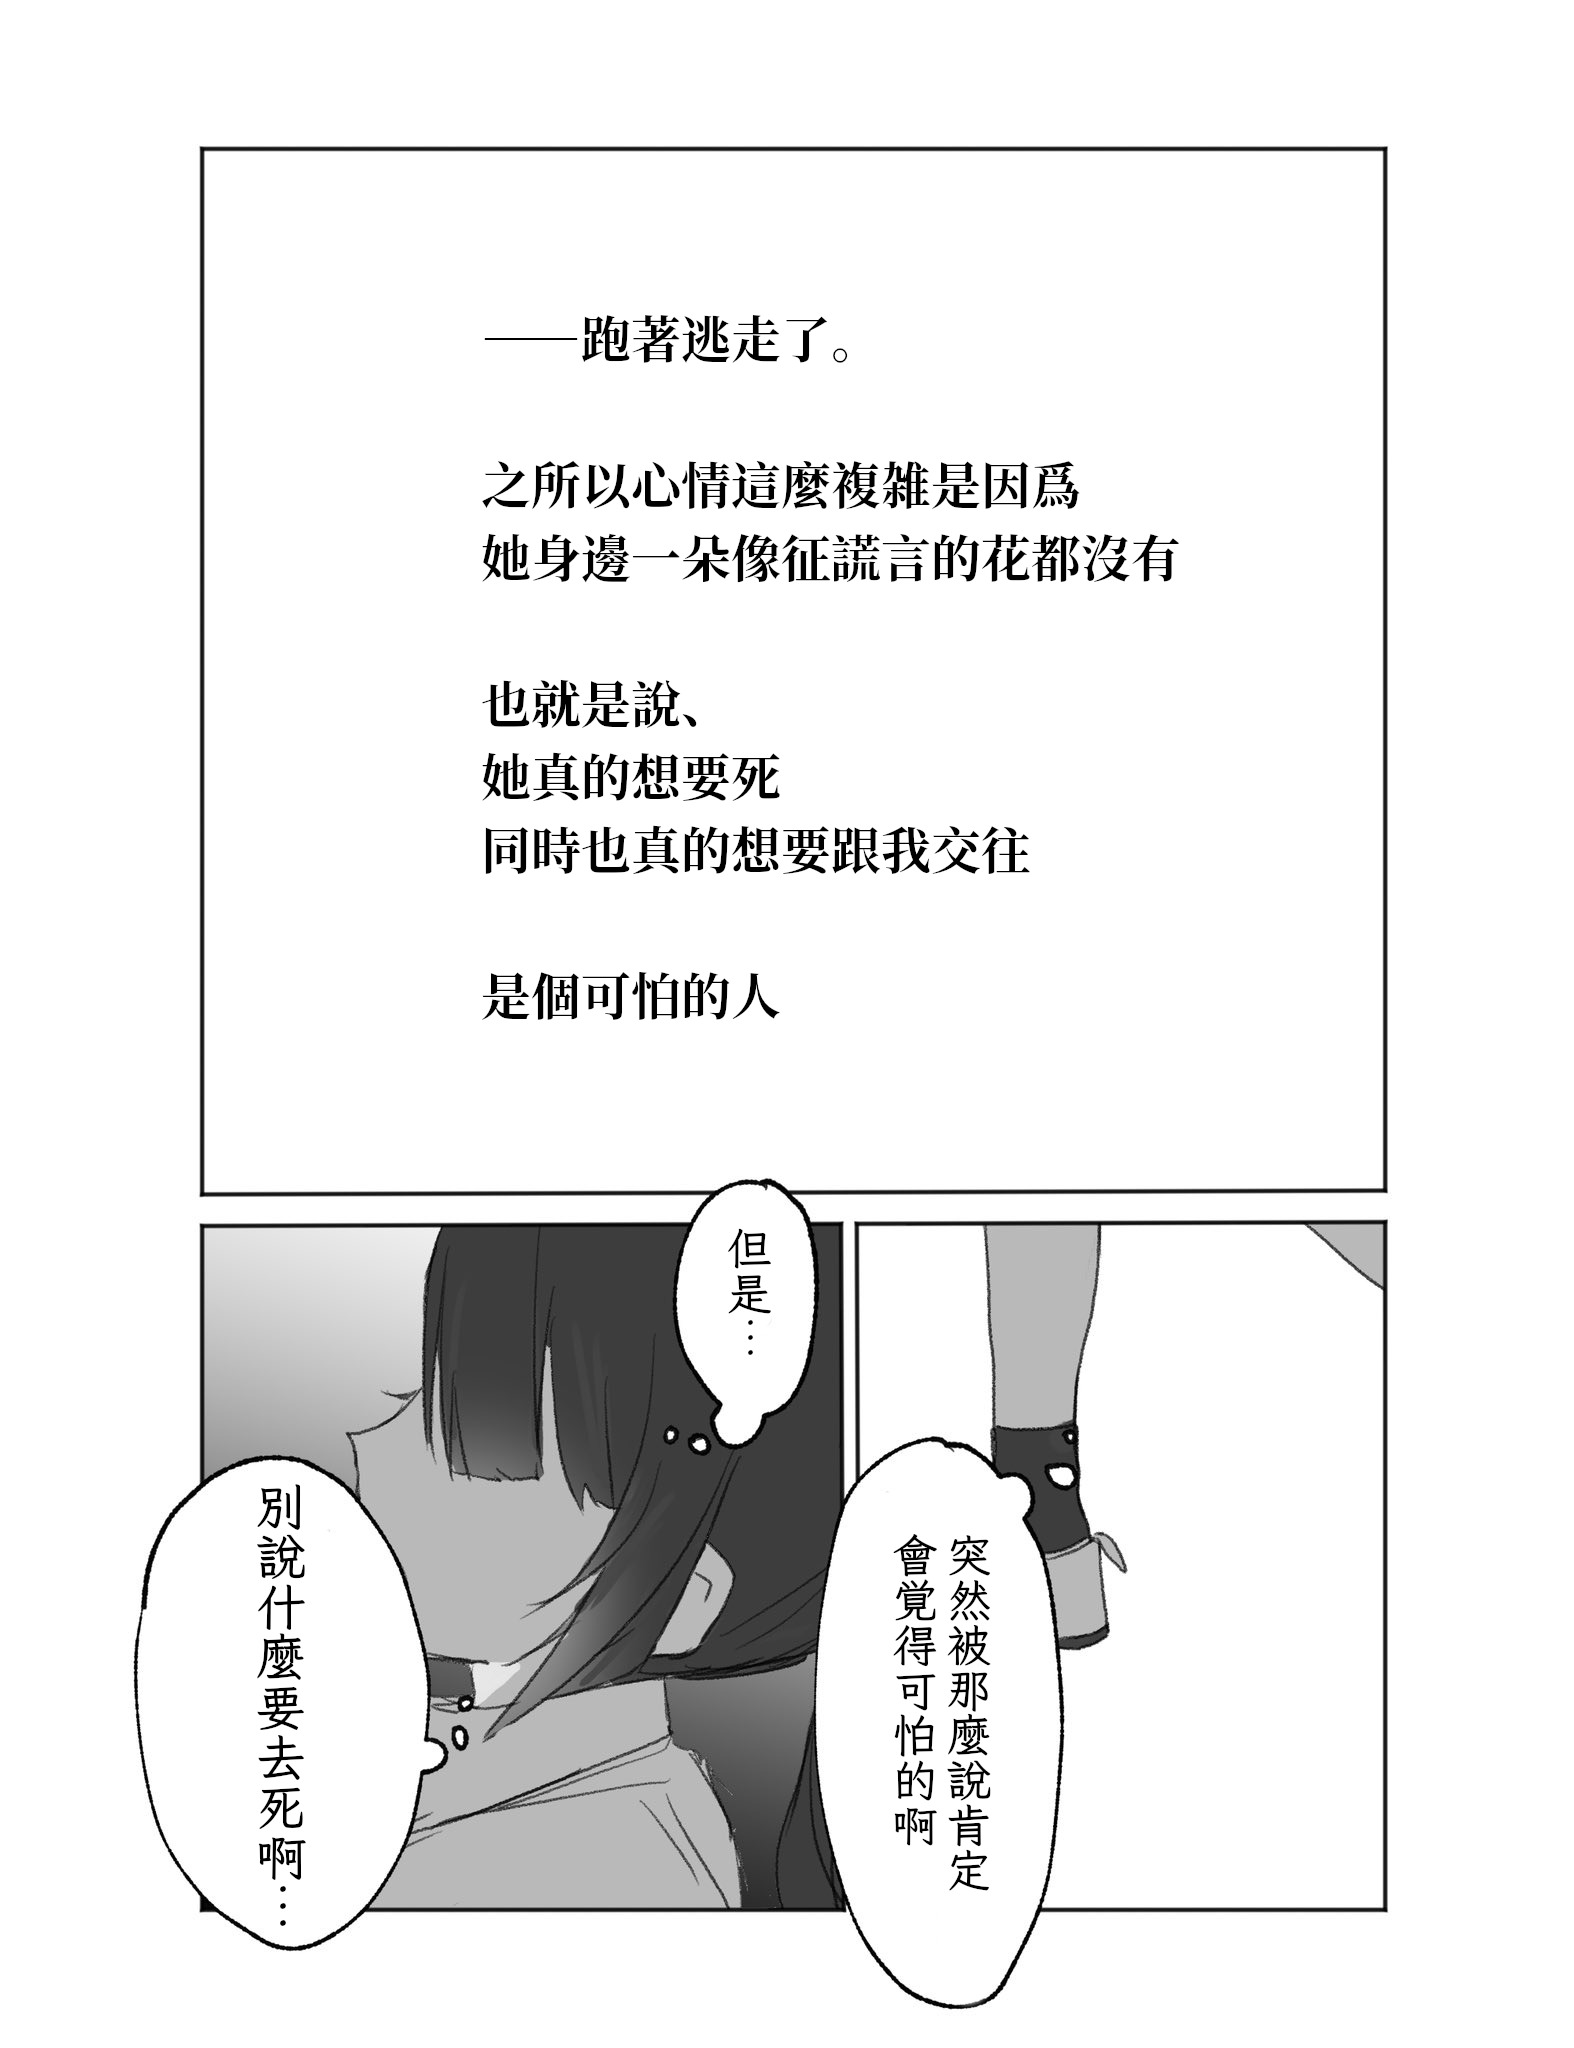 ——跑著逃走了。
之所以心情這麼複雑是因爲
她身邊一朵像征謊言的花都沒有
也就是說、
她真的想要死
同時也真的想要跟我交往
是個可怕的人
突然被那麼說肯定
會覚得可怕的啊
但是…
別說什麼要去死啊…